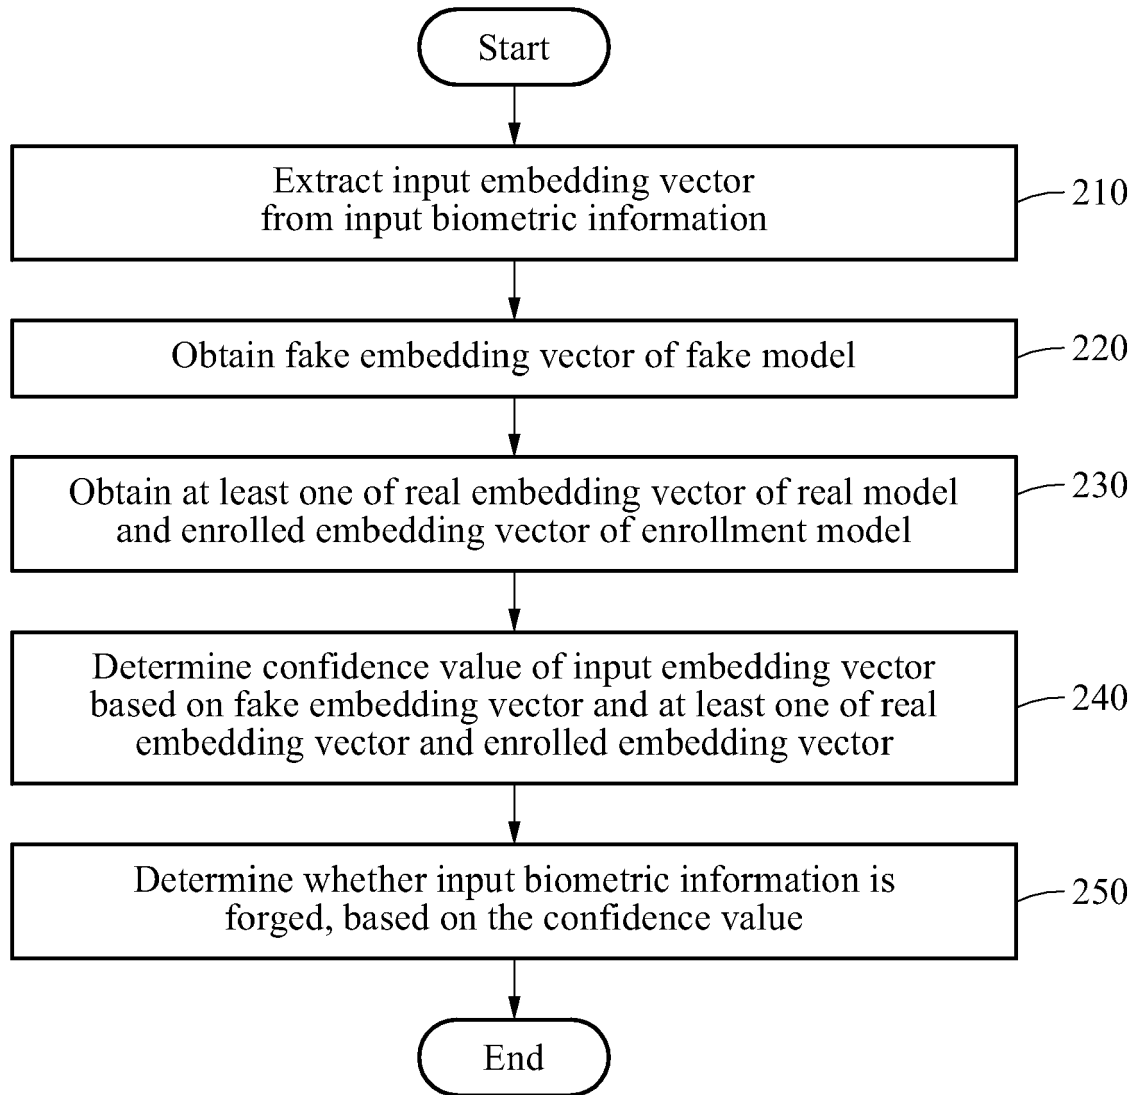 Start
Extract input embedding vector
from input biometric information
210
Obtain fake embedding vector of fake model
220
Obtain at least one of real embedding vector of real model
and enrolled embedding vector of enrollment model
230
Determine confidence value of input embedding vector
based on fake embedding vector and at least one of real
embedding vector and enrolled embedding vector
240
Determine whether input biometric information is
forged, based on the confidence value
250
End